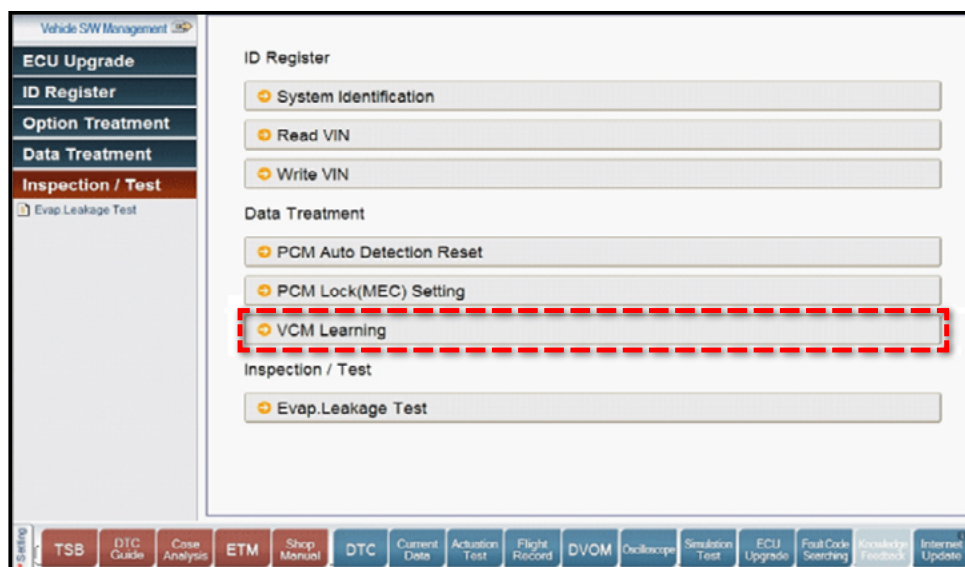 Vehicle S/W Management
ECU Upgrade
ID Register
Option Treatment
Data Treatment
Inspection / Test
Evap.Leakage Test
ID Register
System Identification
Read VIN
Write VIN
Data Treatment
PCM Auto Detection Reset
PCM Lock(MEC) Setting
VCM Learning
Inspection / Test
Evap.Leakage Test
Setting
TSB
DTC
Guide
Case
Analysis
ETM
Shop
Manual
DTC
Current
Data
Actuation
Test
Flight
Record
DVOM
Oscilloscope
Simulation
Test
ECU
Upgrade
Fault Code
Searching
Knowledge
Feedback
Internet
Update